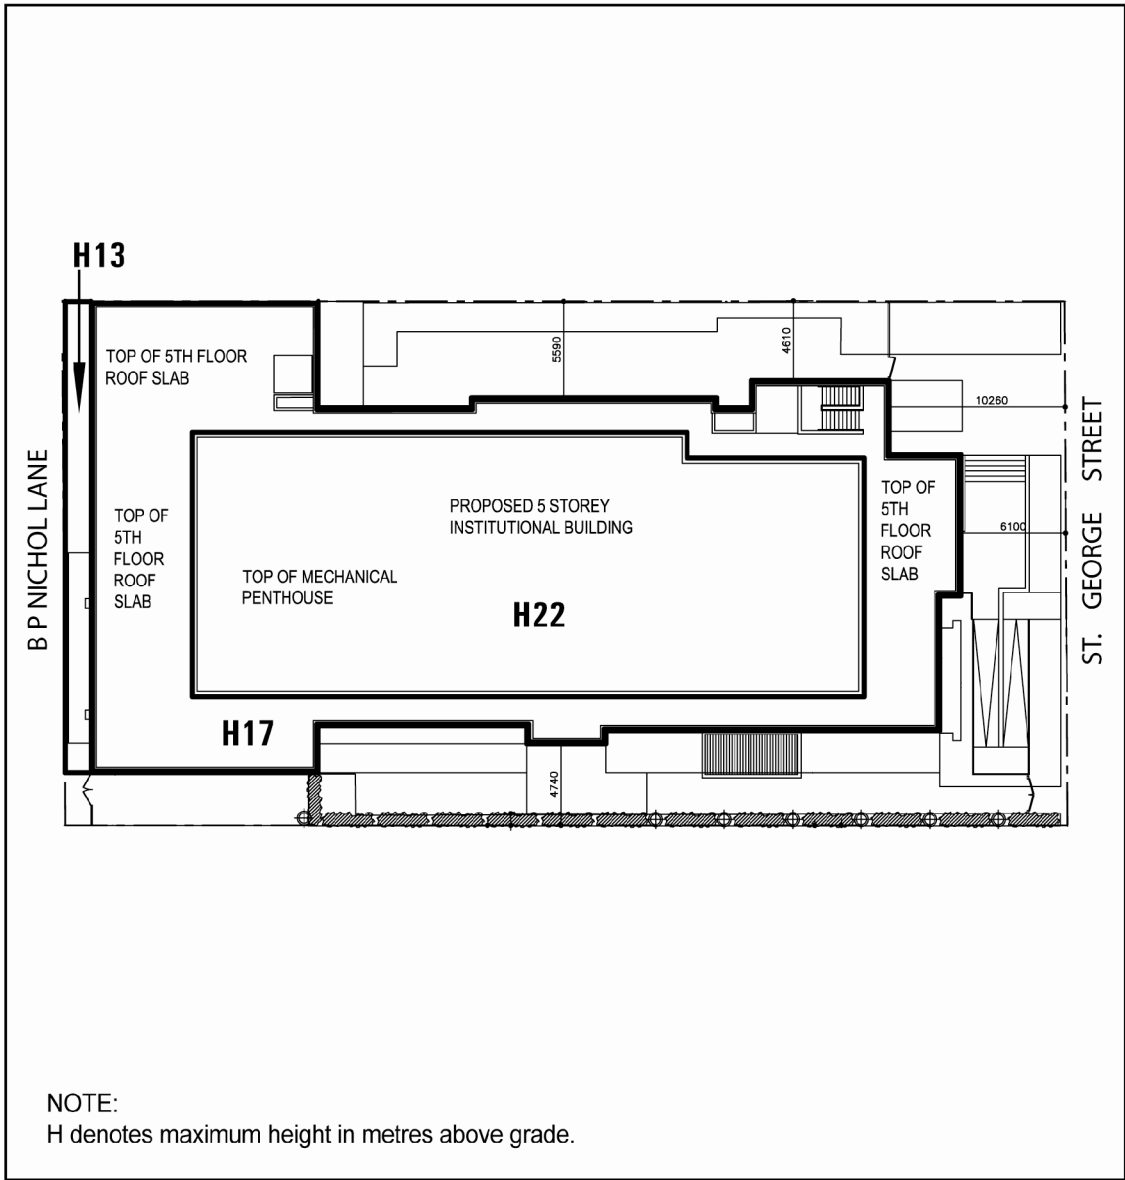 H13
TOP OF 5TH FLOOR
ROOF SLAB
5590
4610
10260
B P NICHOL LANE
ST. GEORGE STREET
TOP OF
5TH
FLOOR
ROOF
SLAB
PROPOSED 5 STOREY
INSTITUTIONAL BUILDING
TOP OF
5TH
FLOOR
ROOF
SLAB
6100
TOP OF MECHANICAL
PENTHOUSE
H22
H17
4740
NOTE:
H denotes maximum height in metres above grade.